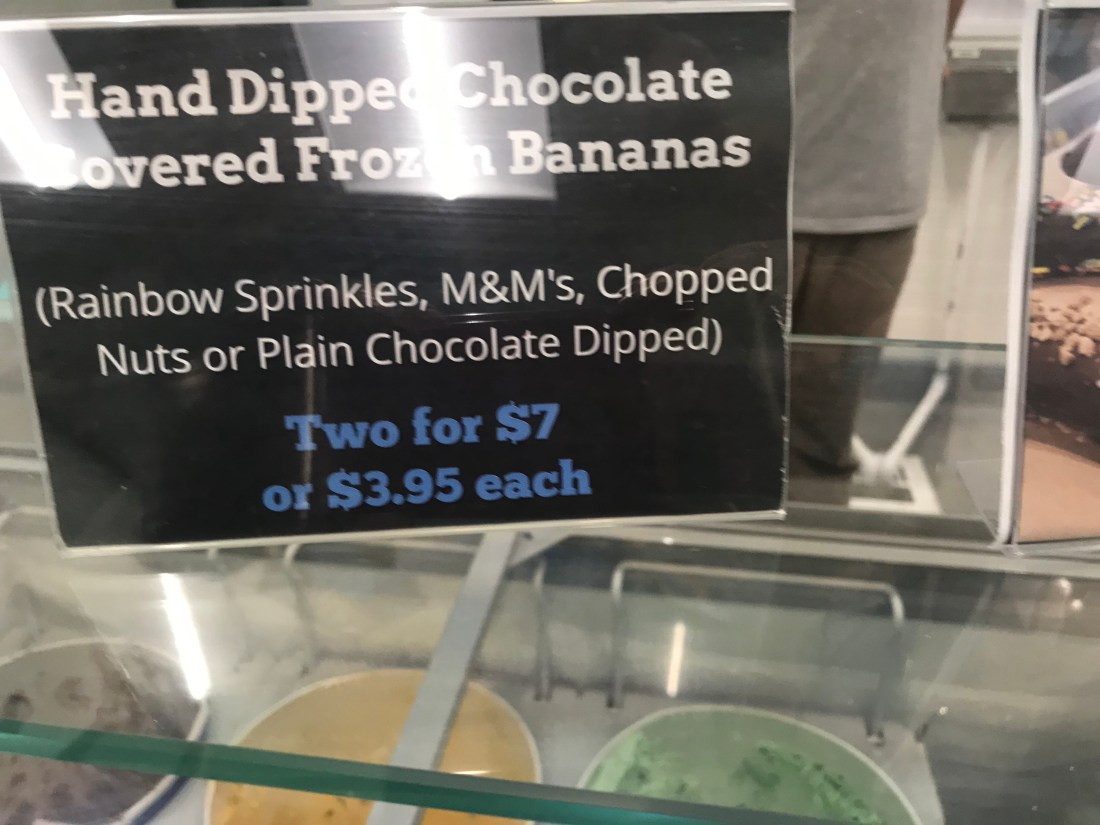 Hand Dipped Chocolate
Covered Frozen Bananas
(Rainbow Sprinkles, M&M's, Chopped
Nuts or Plain Chocolate Dipped)
Two for $7
or $3.95 each